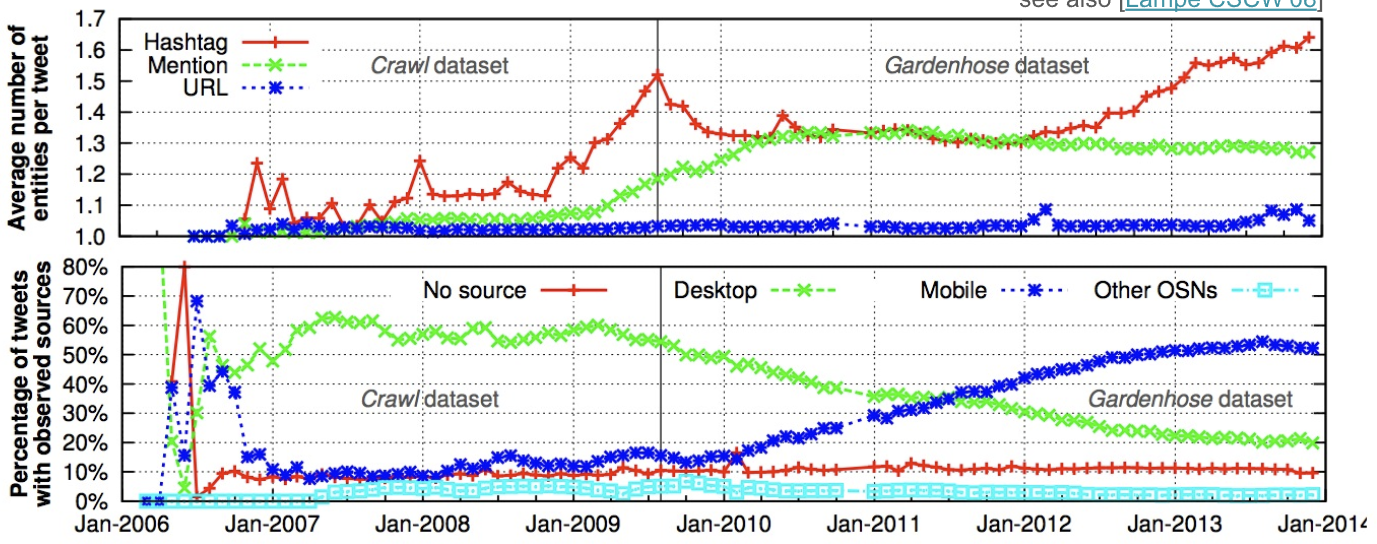 see also [Lampe CSCW 06]
Average number of
entities per tweet
1.7
1.6
1.5
1.4
1.3
1.2
1.1
1.0
Hashtag
Mention
URL
Crawl dataset
Gardenhose dataset
Percentage of tweets
with observed sources
80%
70%
60%
50%
40%
30%
20%
10%
0%
No source
Desktop
Mobile
Other OSNs
Crawl dataset
Gardenhose dataset
Jan-2006
Jan-2007
Jan-2008
Jan-2009
Jan-2010
Jan-2011
Jan-2012
Jan-2013
Jan-2014